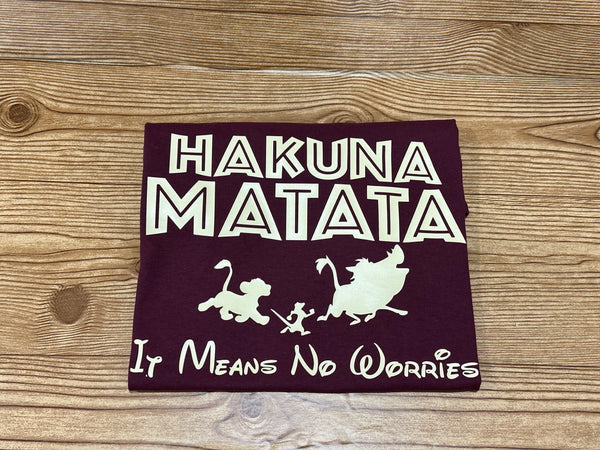 HAKUNA
MATATA
It Means No Worries